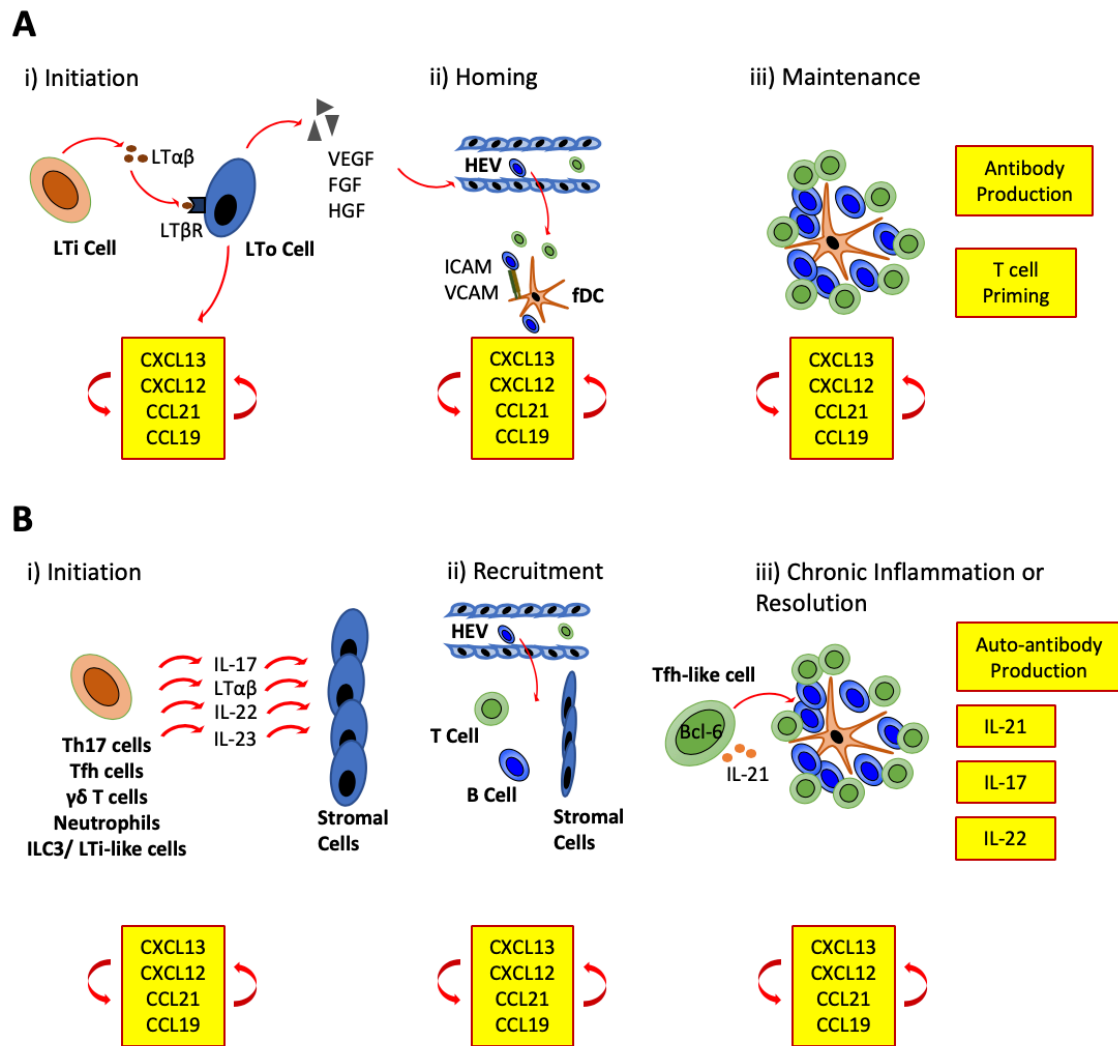 A
i) Initiation
LTαβ
LTβR
LTi Cell
LTo Cell
VEGF
FGF
HGF
CXCL13
CXCL12
CCL21
CCL19
ii) Homing
HEV
ICAM
VCAM
fDC
CXCL13
CXCL12
CCL21
CCL19
iii) Maintenance
Antibody
Production
T cell
Priming
CXCL13
CXCL12
CCL21
CCL19
B
i) Initiation
IL-17
LTαβ
IL-22
IL-23
Th17 cells
Tfh cells
γδ T cells
Neutrophils
ILC3/ LTi-like cells
Stromal
Cells
CXCL13
CXCL12
CCL21
CCL19
ii) Recruitment
HEV
T Cell
B Cell
Stromal
Cells
CXCL13
CXCL12
CCL21
CCL19
iii) Chronic Inflammation or
Resolution
Tfh-like cell
Bcl-6
IL-21
Auto-antibody
Production
IL-21
IL-17
IL-22
CXCL13
CXCL12
CCL21
CCL19